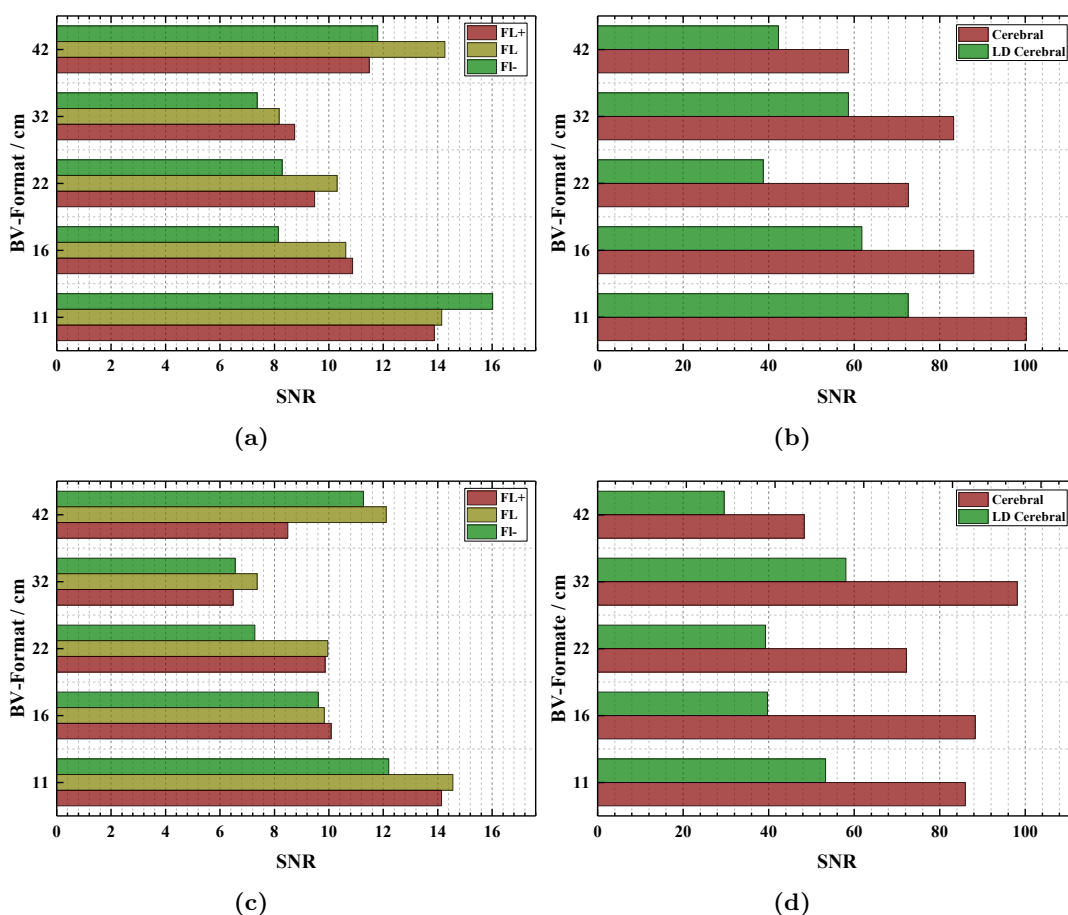 BV-Format / cm
42
32
22
16
11
0 2 4 6 8 10 12 14 16
SNR
FL+
FL
Fl-
(a)
BV-Format / cm
42
32
22
16
11
0 20 40 60 80 100
SNR
Cerebral
LD Cerebral
(b)
BV-Format / cm
42
32
22
16
11
0 2 4 6 8 10 12 14 16
SNR
FL+
FL
Fl-
(c)
BV-Formate / cm
42
32
22
16
11
0 20 40 60 80 100
SNR
Cerebral
LD Cerebral
(d)